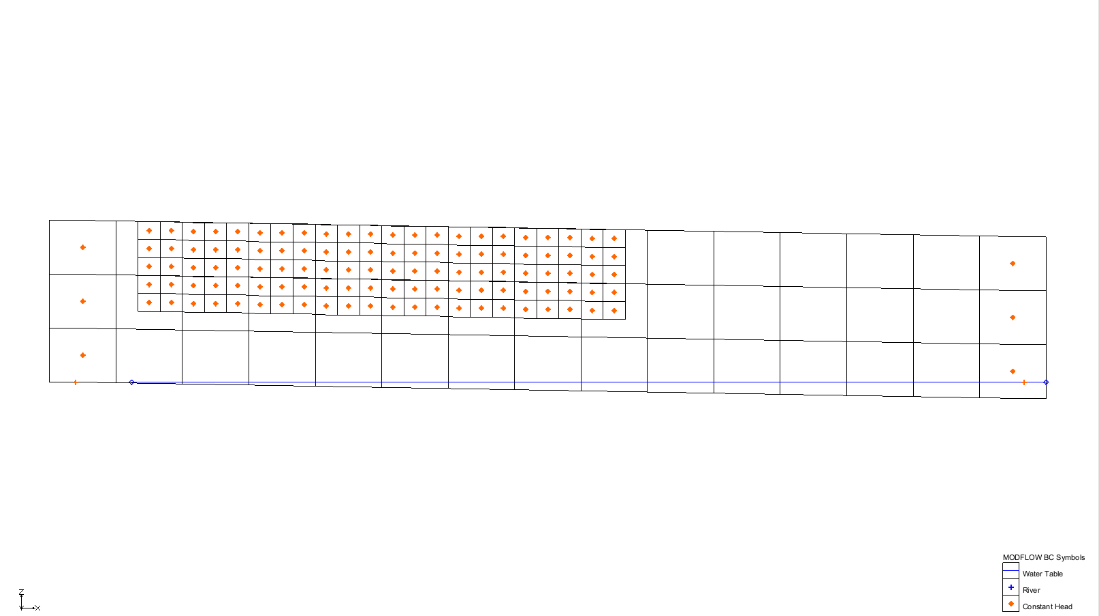 MODFLOW BC Symbols
Water Table
River
Constant Head
Z
X